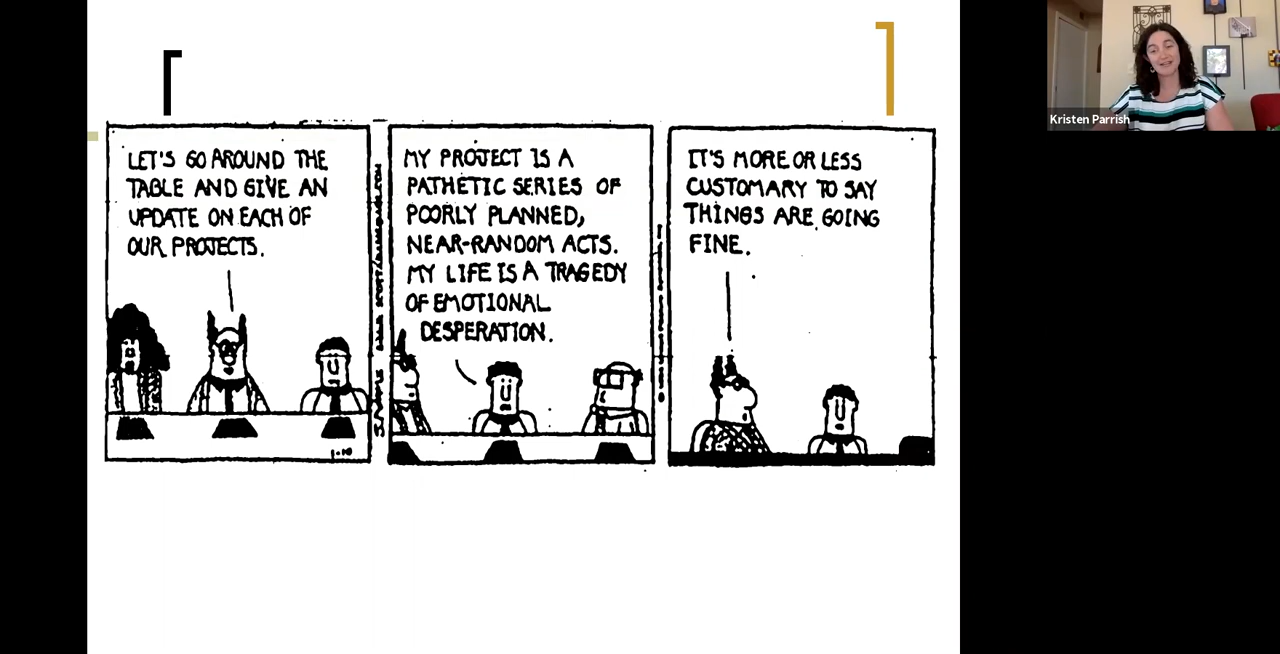 LET'S GO AROUND THE
TABLE AND GIVE AN
UPDATE ON EACH OF
OUR PROJECTS.
1-10
MY PROJECT IS A
PATHETIC SERIES OF
POORLY PLANNED,
NEAR-RANDOM ACTS.
MY LIFE IS A TRAGEDY
OF EMOTIONAL
DESPERATION.
IT'S MORE OR LESS
CUSTOMARY TO SAY
THINGS ARE GOING
FINE.
Kristen Parrish